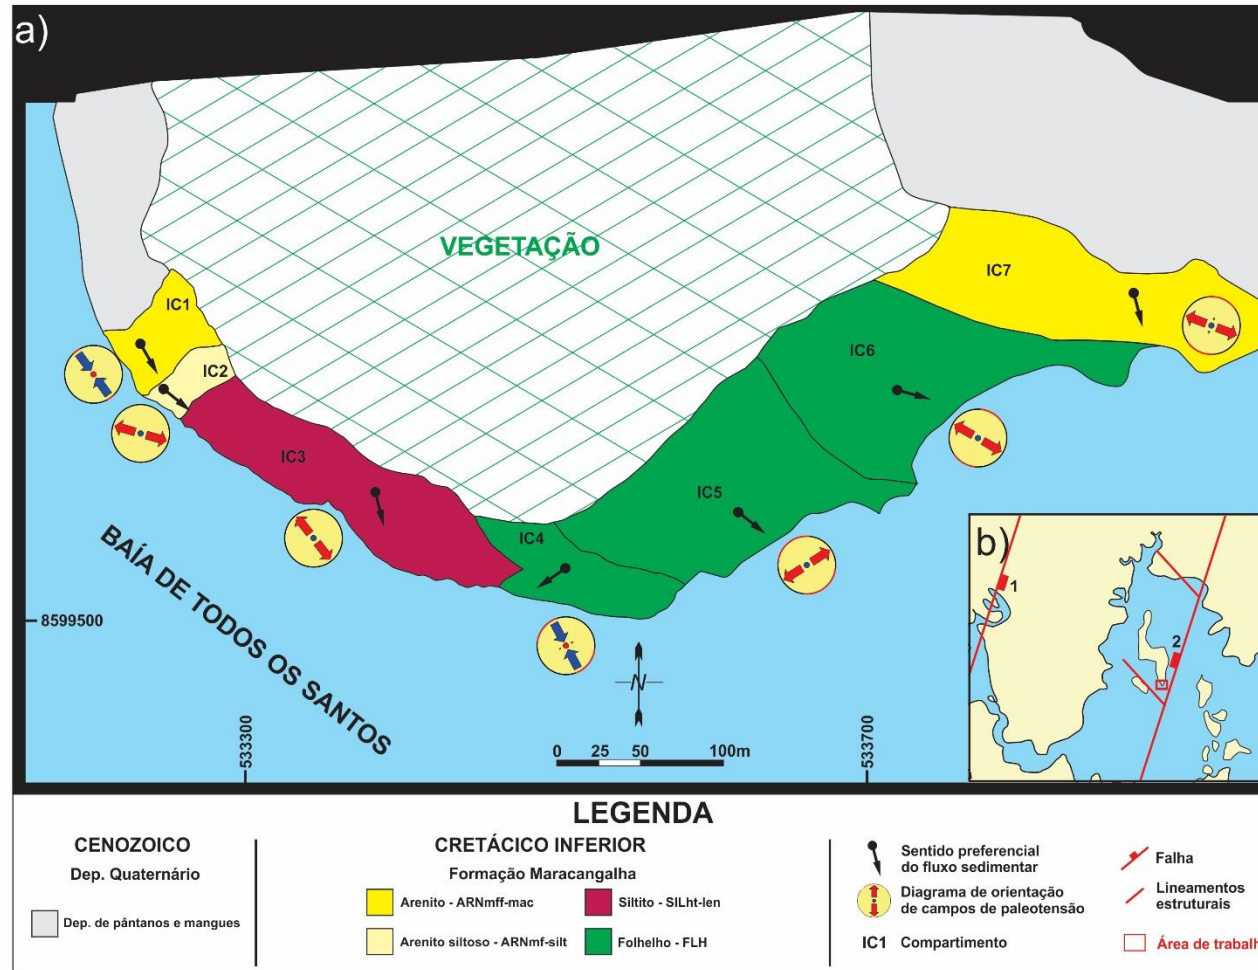 a)
VEGETAÇÃO
IC1
IC2
IC3
IC4
IC5
IC6
IC7
BAÍA DE TODOS OS SANTOS
8599500
533300
533700
N
0 25 50 100m
b)
1
2
LEGENDA
CENOZOICO
Dep. Quaternário
Dep. de pântanos e mangues
CRETÁCICO INFERIOR
Formação Maracangalha
Arenito - ARNmff-mac
Siltito - SILht-len
Arenito siltoso - ARNmf-silt
Folhelho - FLH
Sentido preferencial
do fluxo sedimentar
Diagrama de orientação
de campos de paleotensão
IC1 Compartimento
Falha
Lineamentos
estruturais
Área de trabalh